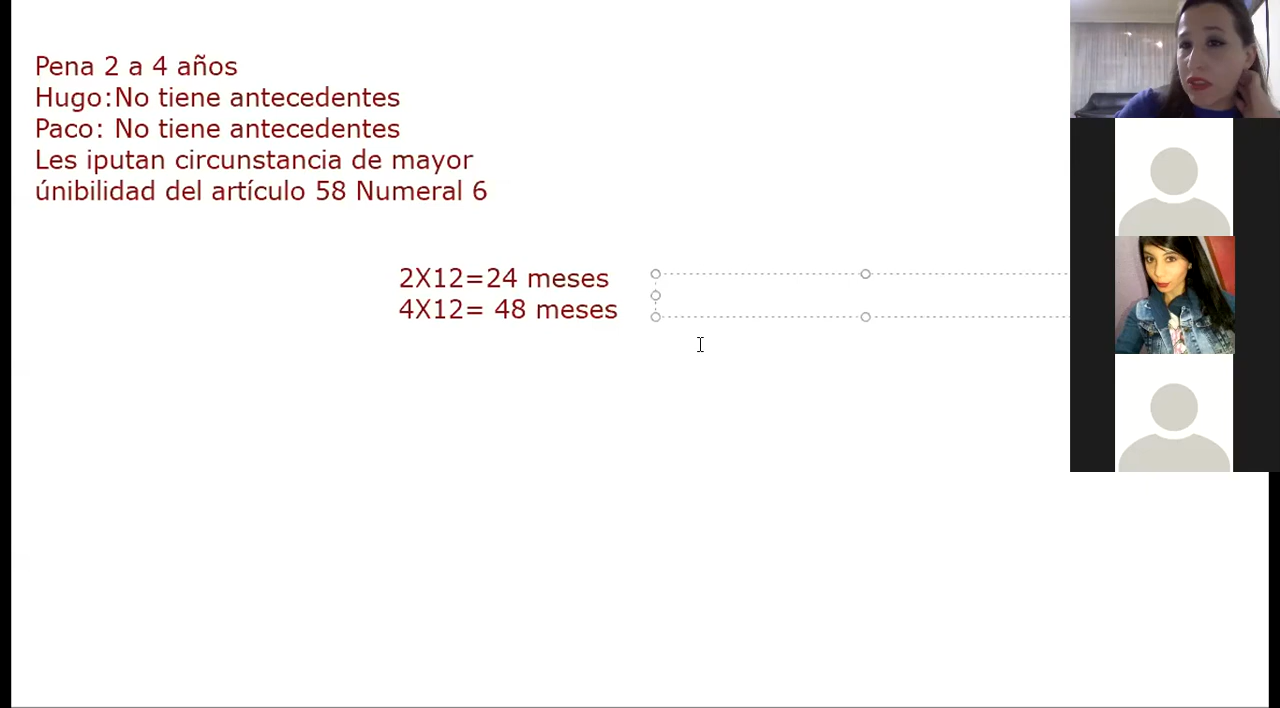 Pena 2 a 4 años
Hugo:No tiene antecedentes
Paco: No tiene antecedentes
Les iputan circunstancia de mayor
únibilidad del artículo 58 Numeral 6
2X12=24 meses
4X12= 48 meses